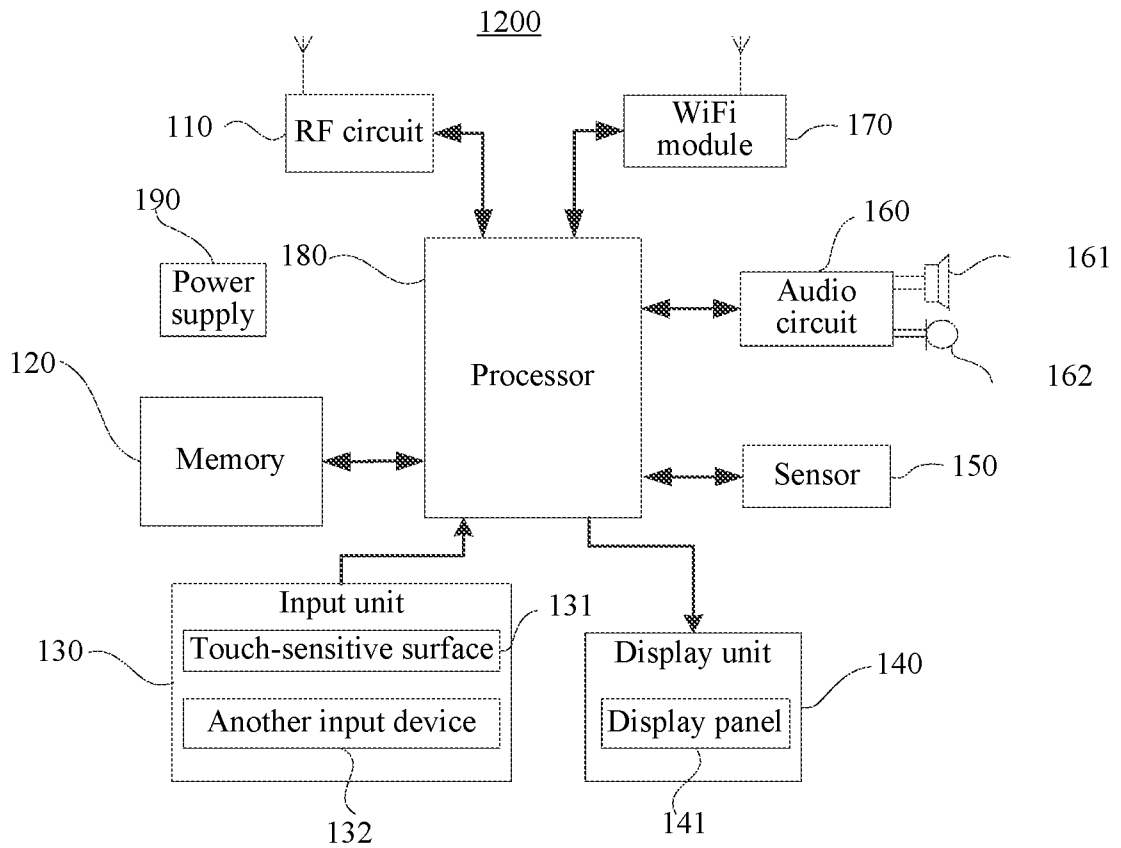 1200
110
RF circuit
WiFi
module
170
190
180
160
161
Power
supply
Audio
circuit
162
120
Processor
Memory
Sensor
150
Input unit
131
130
Touch-sensitive surface
Another input device
132
Display unit
140
Display panel
141